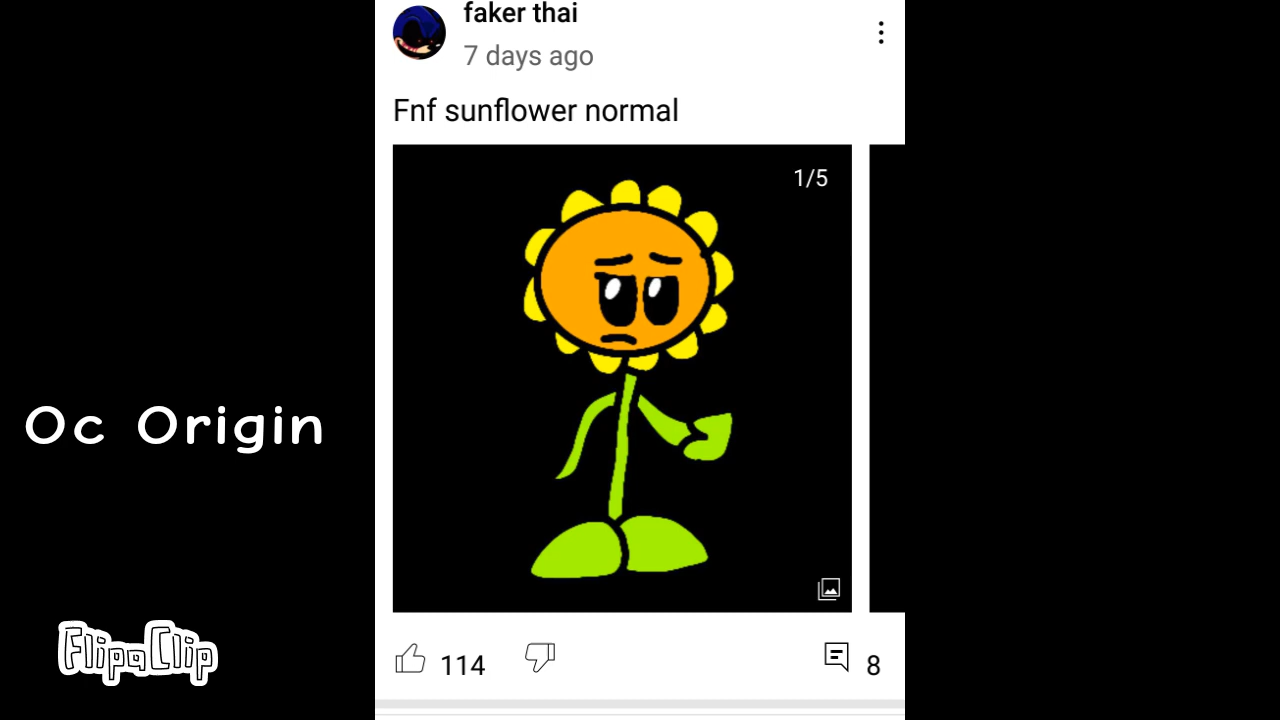 faker thai
7 days ago
Fnf sunflower normal
1/5
Oc Origin
FlipaClip
114
8